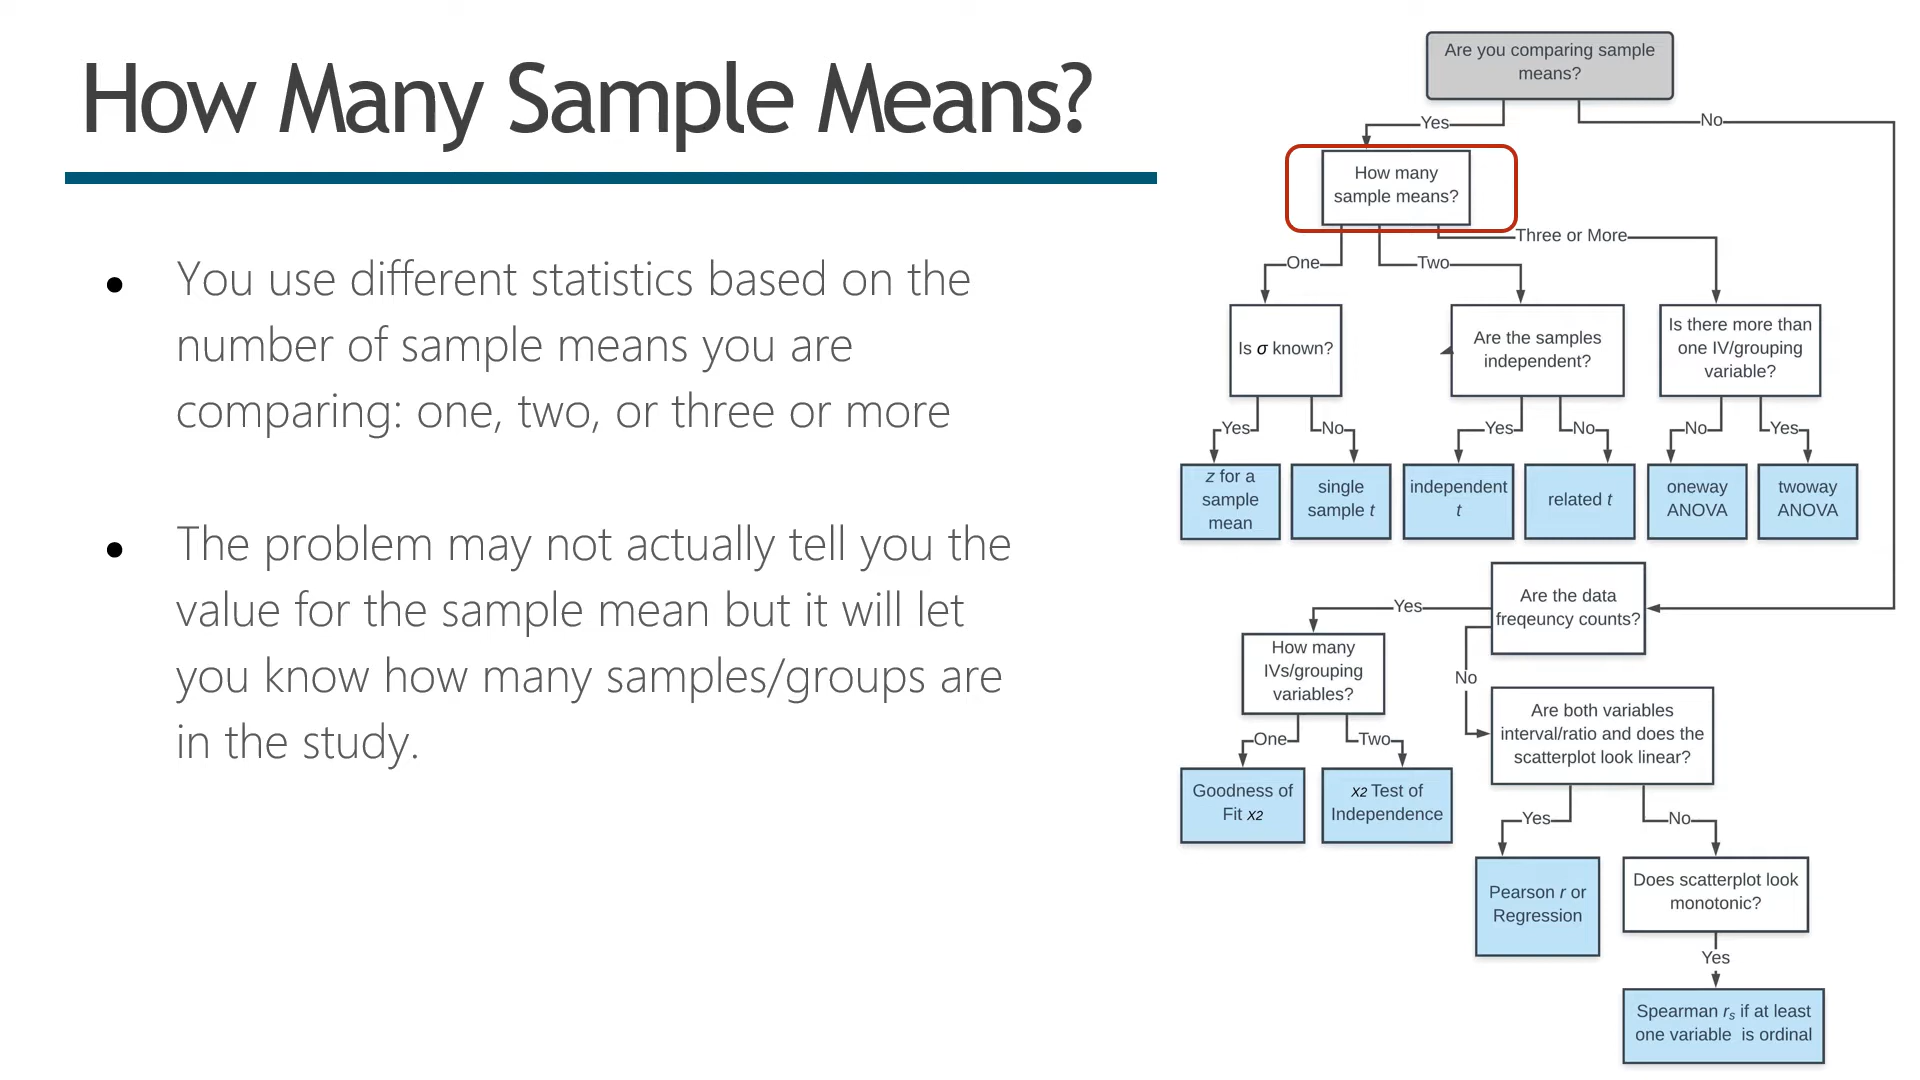 How Many Sample Means?
● You use different statistics based on the
number of sample means you are
comparing: one, two, or three or more
● The problem may not actually tell you the
value for the sample mean but it will let
you know how many samples/groups are
in the study.
Are you comparing sample
means?
Yes
No
How many
sample means?
One
Two
Three or More
Is σ known?
Are the samples
independent?
Is there more than
one IV/grouping
variable?
Yes
No
Yes
No
No
Yes
z for a
sample
mean
single
sample t
independent
t
related t
oneway
ANOVA
twoway
ANOVA
Are the data
freqeuncy counts?
Yes
No
How many
IVs/grouping
variables?
One
Two
Goodness of
Fit X2
X2 Test of
Independence
Are both variables
interval/ratio and does the
scatterplot look linear?
Yes
No
Pearson r or
Regression
Does scatterplot look
monotonic?
Yes
Spearman rs if at least
one variable is ordinal